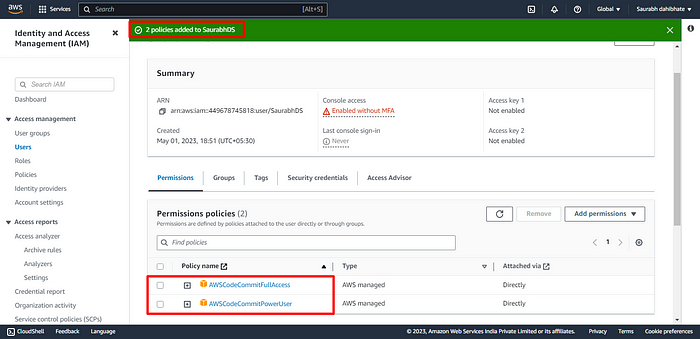 aws
Services
Search
[Alt+S]
Global
Saurabh dahibhate
Identity and Access
Management (IAM)
Search IAM
Dashboard
Access management
User groups
Users
Roles
Policies
Identity providers
Account settings
Access reports
Access analyzer
Archive rules
Analyzers
Settings
Credential report
Organization activity
Service control policies (SCPs)
2 policies added to SaurabhDS
Summary
ARN
arn:aws:iam::449678745818:user/SaurabhDS
Console access
Enabled without MFA
Access key 1
Not enabled
Created
May 01, 2023, 18:51 (UTC+05:30)
Last console sign-in
Never
Access key 2
Not enabled
Permissions
Groups
Tags
Security credentials
Access Advisor
Permissions policies (2)
Permissions are defined by policies attached to the user directly or through groups.
Remove
Add permissions
Find policies
1
Policy name
Type
Attached via
AWSCodeCommitFullAccess
AWS managed
Directly
AWSCodeCommitPowerUser
AWS managed
Directly
CloudShell
Feedback
Language
© 2023, Amazon Web Services India Private Limited or its affiliates.
Privacy
Terms
Cookie preferences